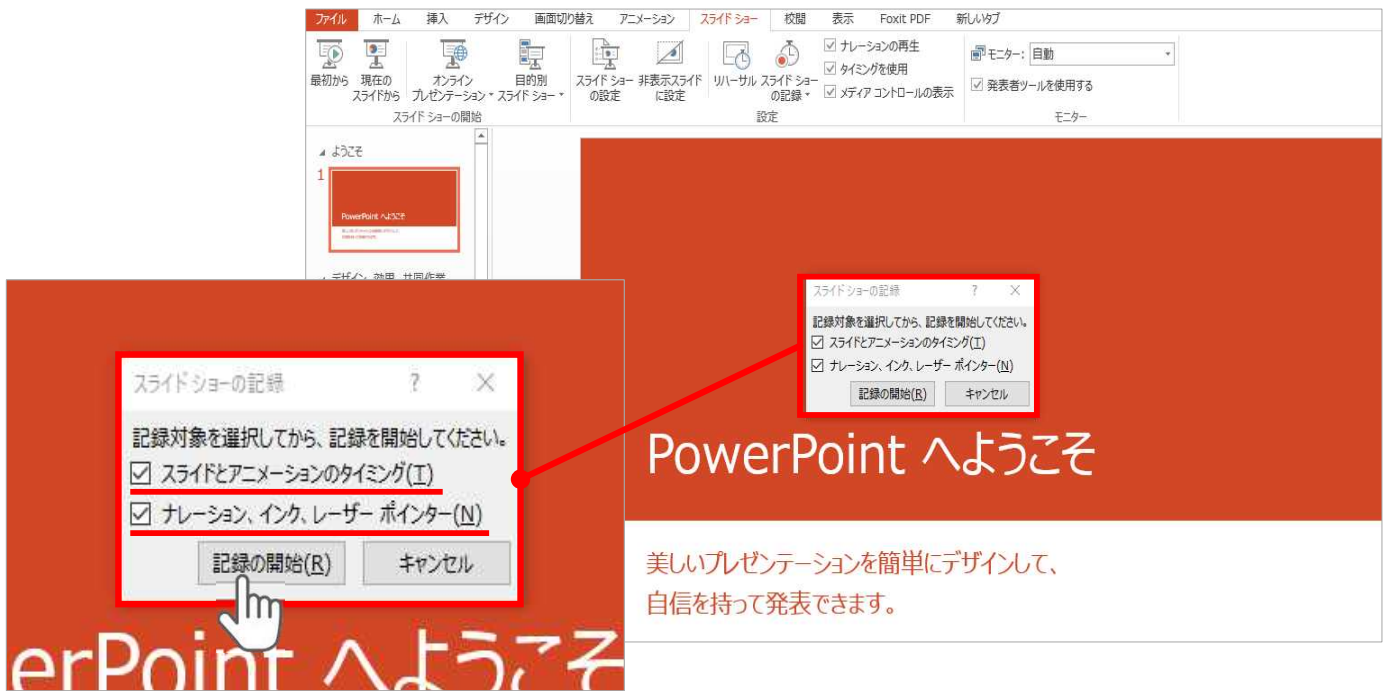 ファイル ホーム 挿入 デザイン 画面切り替え アニメーション スライド ショー 校閲 表示 Foxit PDF 新しいタブ
最初から 現在の スライドから オンライン プレゼンテーション 目的別 スライド ショー スライド ショー の設定 非表示スライド に設定 リハーサル スライド ショー の記録
ナレーションの再生
タイミングを使用
メディア コントロールの表示
モニター: 自動
発表者ツールを使用する
スライド ショーの開始 設定 モニター
ようこそ
1
PowerPoint へようこそ
スライド ショーの記録 ? ×
記録対象を選択してから、記録を開始してください。
スライドとアニメーションのタイミング(T)
ナレーション、インク、レーザー ポインター(N)
記録の開始(R) キャンセル
PowerPoint へようこそ
美しいプレゼンテーションを簡単にデザインして、
自信を持って発表できます。
スライド ショーの記録 ? ×
記録対象を選択してから、記録を開始してください。
スライドとアニメーションのタイミング(T)
ナレーション、インク、レーザー ポインター(N)
記録の開始(R) キャンセル
erPoint へようこそ